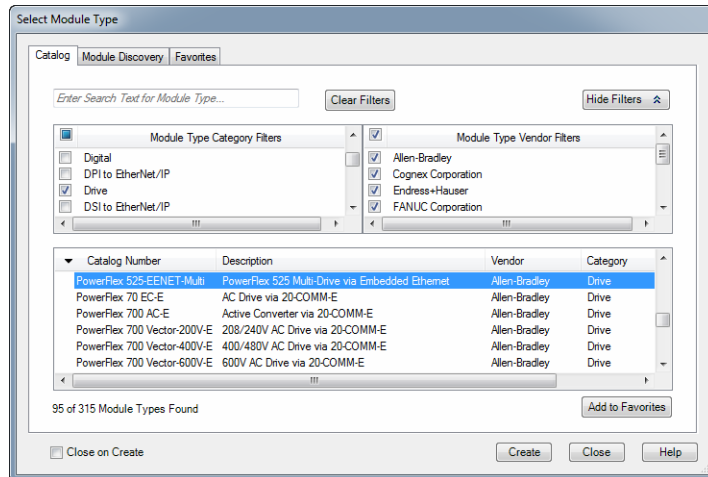 Select Module Type
Catalog Module Discovery Favorites
Enter Search Text for Module Type...
Clear Filters
Hide Filters
Module Type Category Filters
Digital
DPI to EtherNet/IP
Drive
DSI to EtherNet/IP
Module Type Vendor Filters
Allen-Bradley
Cognex Corporation
Endress+Hauser
FANUC Corporation
Catalog Number Description Vendor Category
PowerFlex 525-EENET-Multi PowerFlex 525 Multi-Drive via Embedded Ethernet Allen-Bradley Drive
PowerFlex 70 EC-E AC Drive via 20-COMM-E Allen-Bradley Drive
PowerFlex 700 AC-E Active Converter via 20-COMM-E Allen-Bradley Drive
PowerFlex 700 Vector-200V-E 208/240V AC Drive via 20-COMM-E Allen-Bradley Drive
PowerFlex 700 Vector-400V-E 400/480V AC Drive via 20-COMM-E Allen-Bradley Drive
PowerFlex 700 Vector-600V-E 600V AC Drive via 20-COMM-E Allen-Bradley Drive
95 of 315 Module Types Found
Add to Favorites
Close on Create
Create Close Help